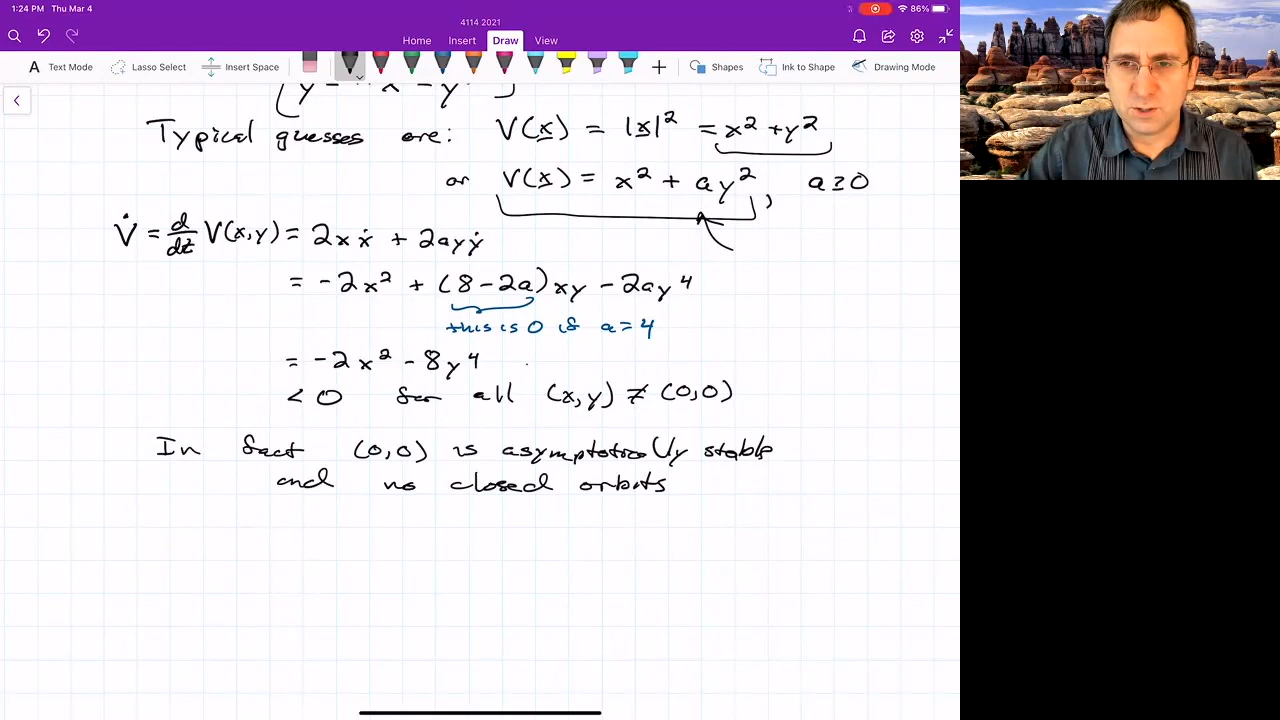 1:24 PM Thu Mar 4
86%
4114 2021
Home Insert Draw View
Text Mode Lasso Select Insert Space Shapes Ink to Shape Drawing Mode
Typical guesses are: V(x) = |x|² = x² + y²
or V(x) = x² + ay², a≥0
V̇ = d/dt V(x,y) = 2xẋ + 2ayẏ
= -2x² + (8-2a)xy - 2ay⁴
this is 0 if a=4
= -2x² - 8y⁴
< 0 for all (x,y) ≠ (0,0)
In fact (0,0) is asymptotically stable
and no closed orbits